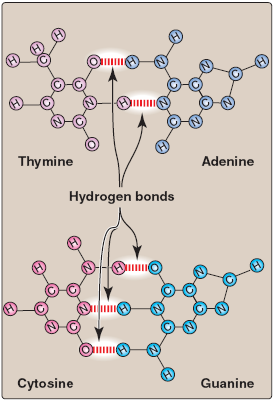 Thymine
Adenine
Hydrogen bonds
Cytosine
Guanine